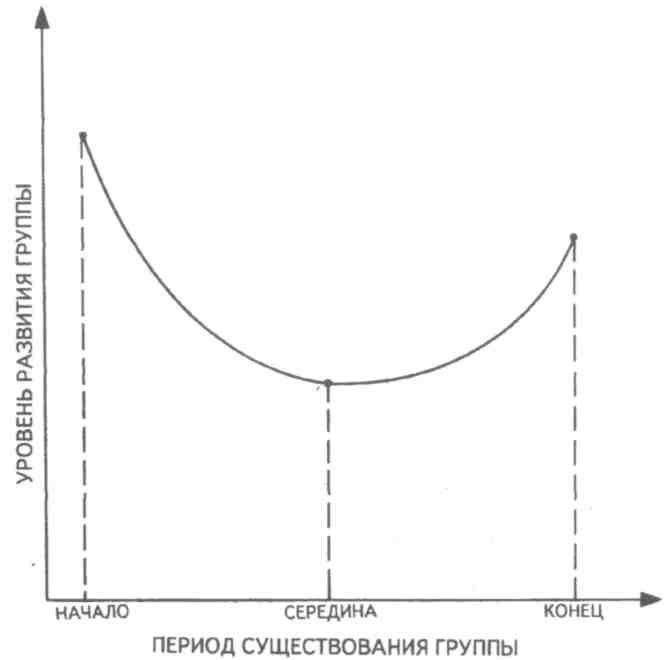 УРОВЕНЬ РАЗВИТИЯ ГРУППЫ
НАЧАЛО
СЕРЕДИНА
КОНЕЦ
ПЕРИОД СУЩЕСТВОВАНИЯ ГРУППЫ